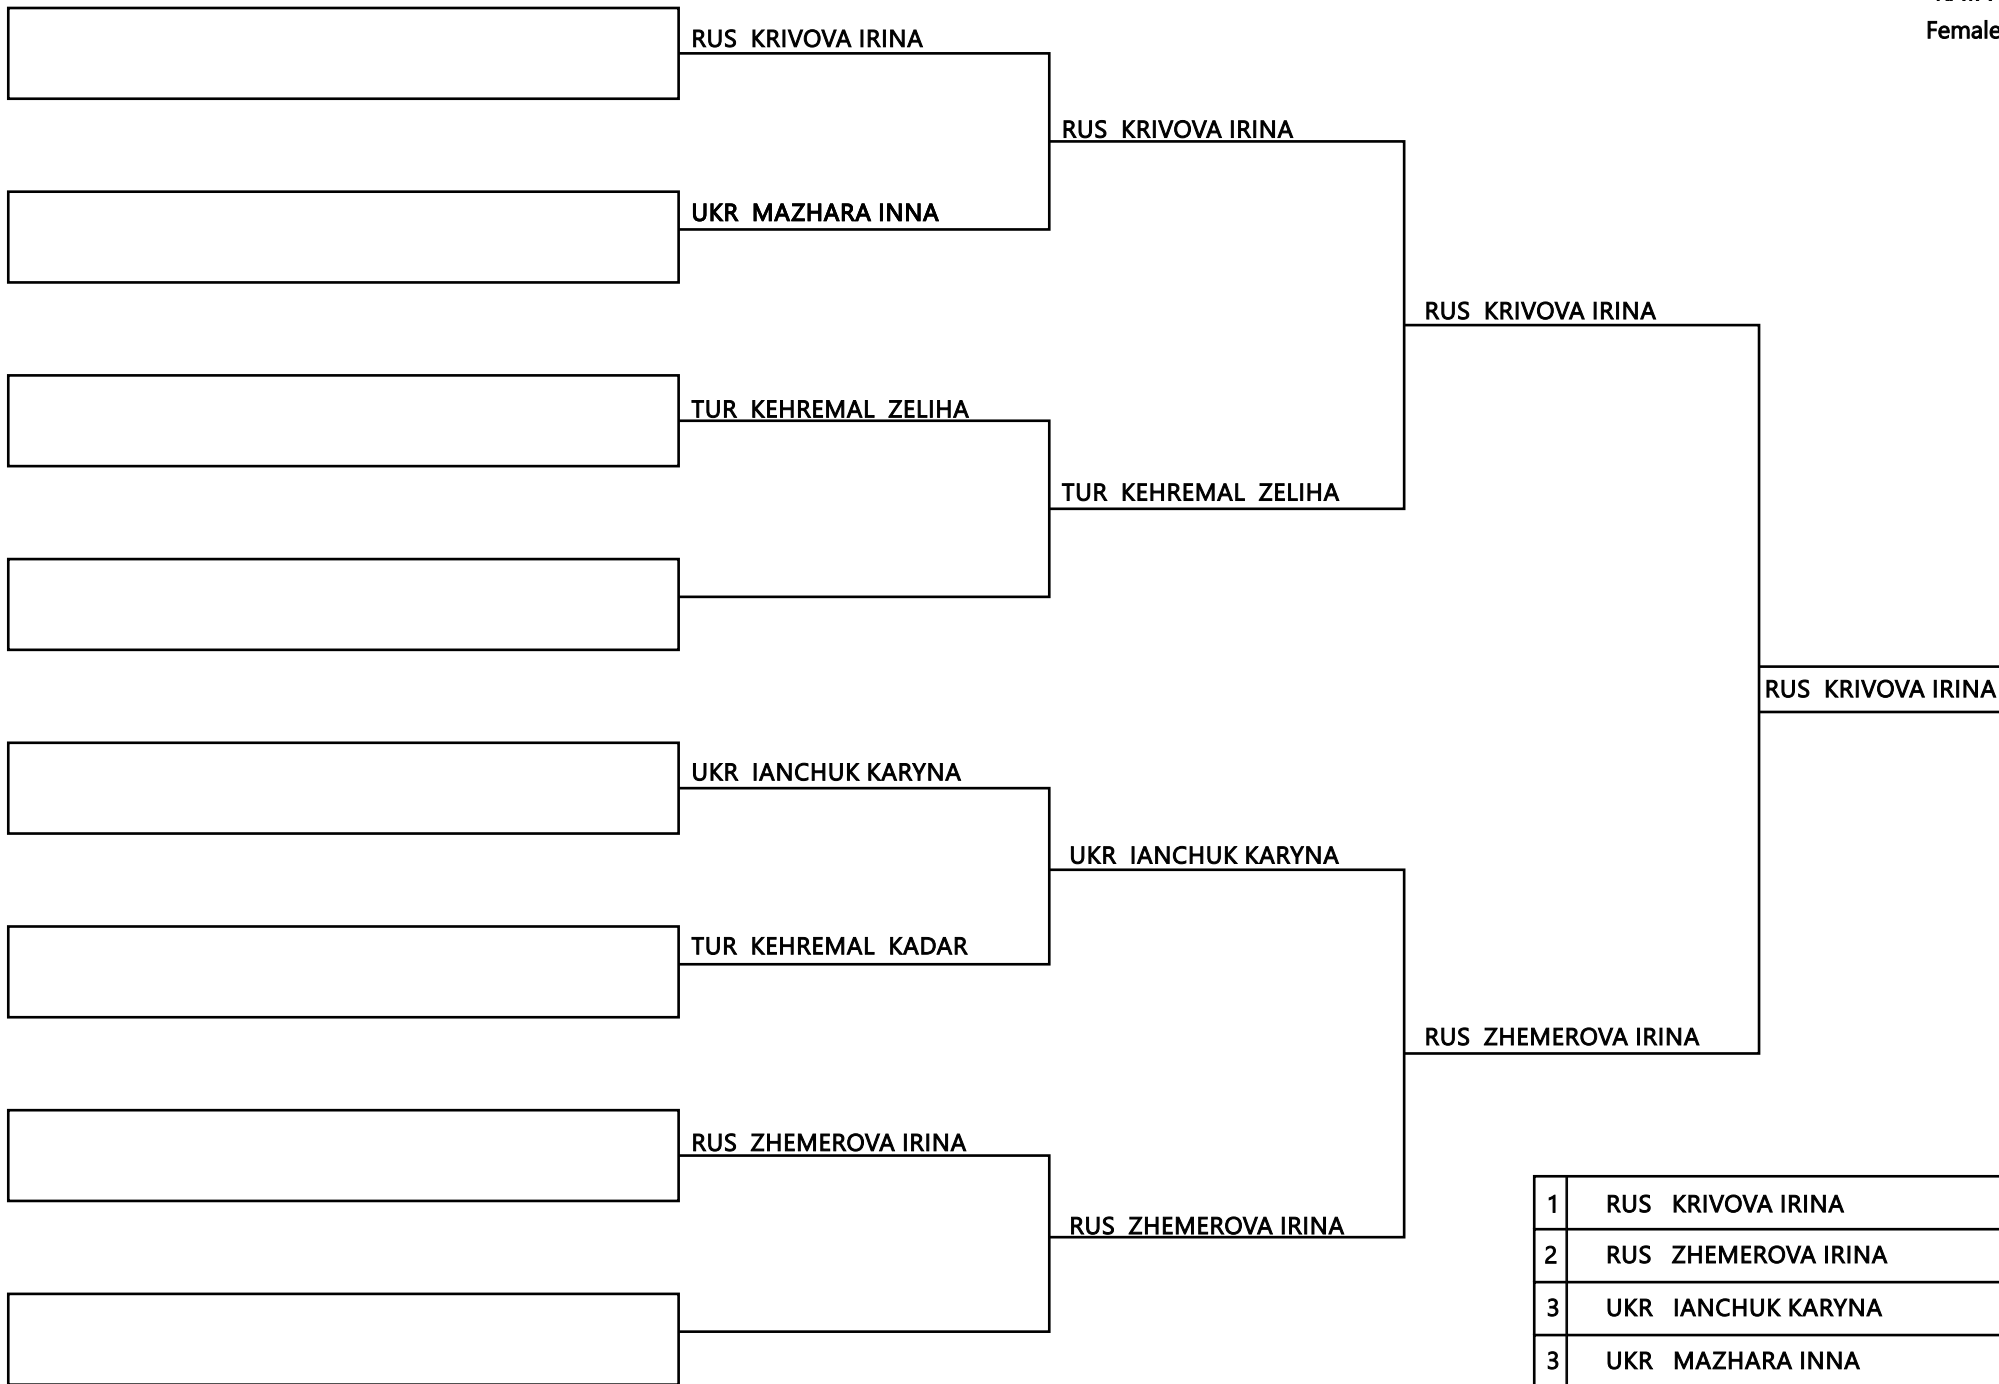 Female
RUS KRIVOVA IRINA
RUS KRIVOVA IRINA
UKR MAZHARA INNA
RUS KRIVOVA IRINA
TUR KEHREMAL ZELIHA
TUR KEHREMAL ZELIHA
RUS KRIVOVA IRINA
UKR IANCHUK KARYNA
UKR IANCHUK KARYNA
TUR KEHREMAL KADAR
RUS ZHEMEROVA IRINA
RUS ZHEMEROVA IRINA
RUS ZHEMEROVA IRINA
1 RUS KRIVOVA IRINA
2 RUS ZHEMEROVA IRINA
3 UKR IANCHUK KARYNA
3 UKR MAZHARA INNA